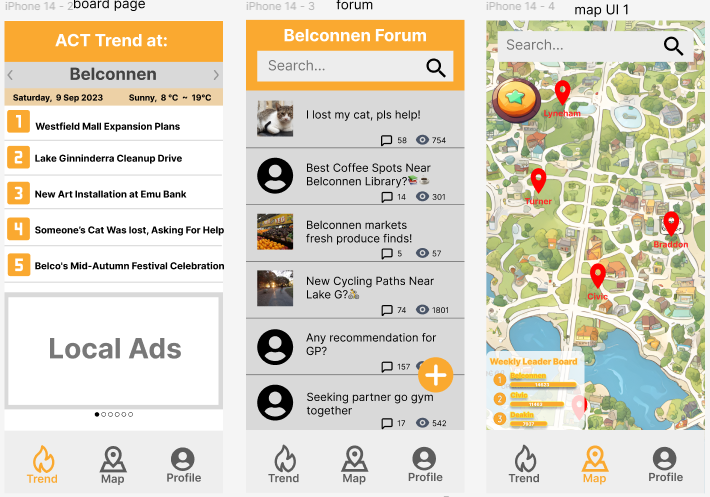 iPhone 14 - 2
board page
ACT Trend at:
Belconnen
Saturday, 9 Sep 2023
Sunny, 8 °C ~ 19°C
1 Westfield Mall Expansion Plans
2 Lake Ginninderra Cleanup Drive
3 New Art Installation at Emu Bank
4 Someone's Cat Was lost, Asking For Help
5 Belco's Mid-Autumn Festival Celebration
Local Ads
Trend
Map
Profile
iPhone 14 - 3
forum
Belconnen Forum
Search...
I lost my cat, pls help!
58 754
Best Coffee Spots Near
Belconnen Library?📚☕
14 301
Belconnen markets
fresh produce finds!
5 57
New Cycling Paths Near
Lake G?🚴
74 1801
Any recommendation for
GP?
157
Seeking partner go gym
together
17 542
Trend
Map
Profile
iPhone 14 - 4
map UI 1
Search...
Lyneham
Turner
Braddon
Civic
Weekly Leader Board
1 Belconnen
2 Civic
3 Deakin
Trend
Map
Profile